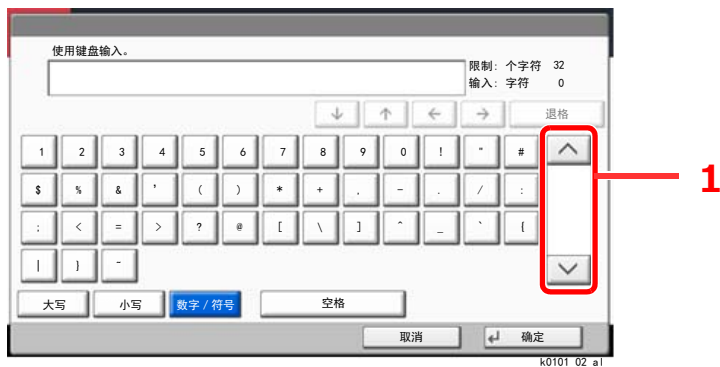 使用键盘输入。
限制: 个字符 32
输入: 字符 0
退格
1 2 3 4 5 6 7 8 9 0 ! " #
1
$ % & ' ( ) * + , - . / :
; < = > ? @ [ \ ] ^ _ ` {
| } ~
大写 小写 数字 / 符号 空格
取消 确定
k0101_02_al